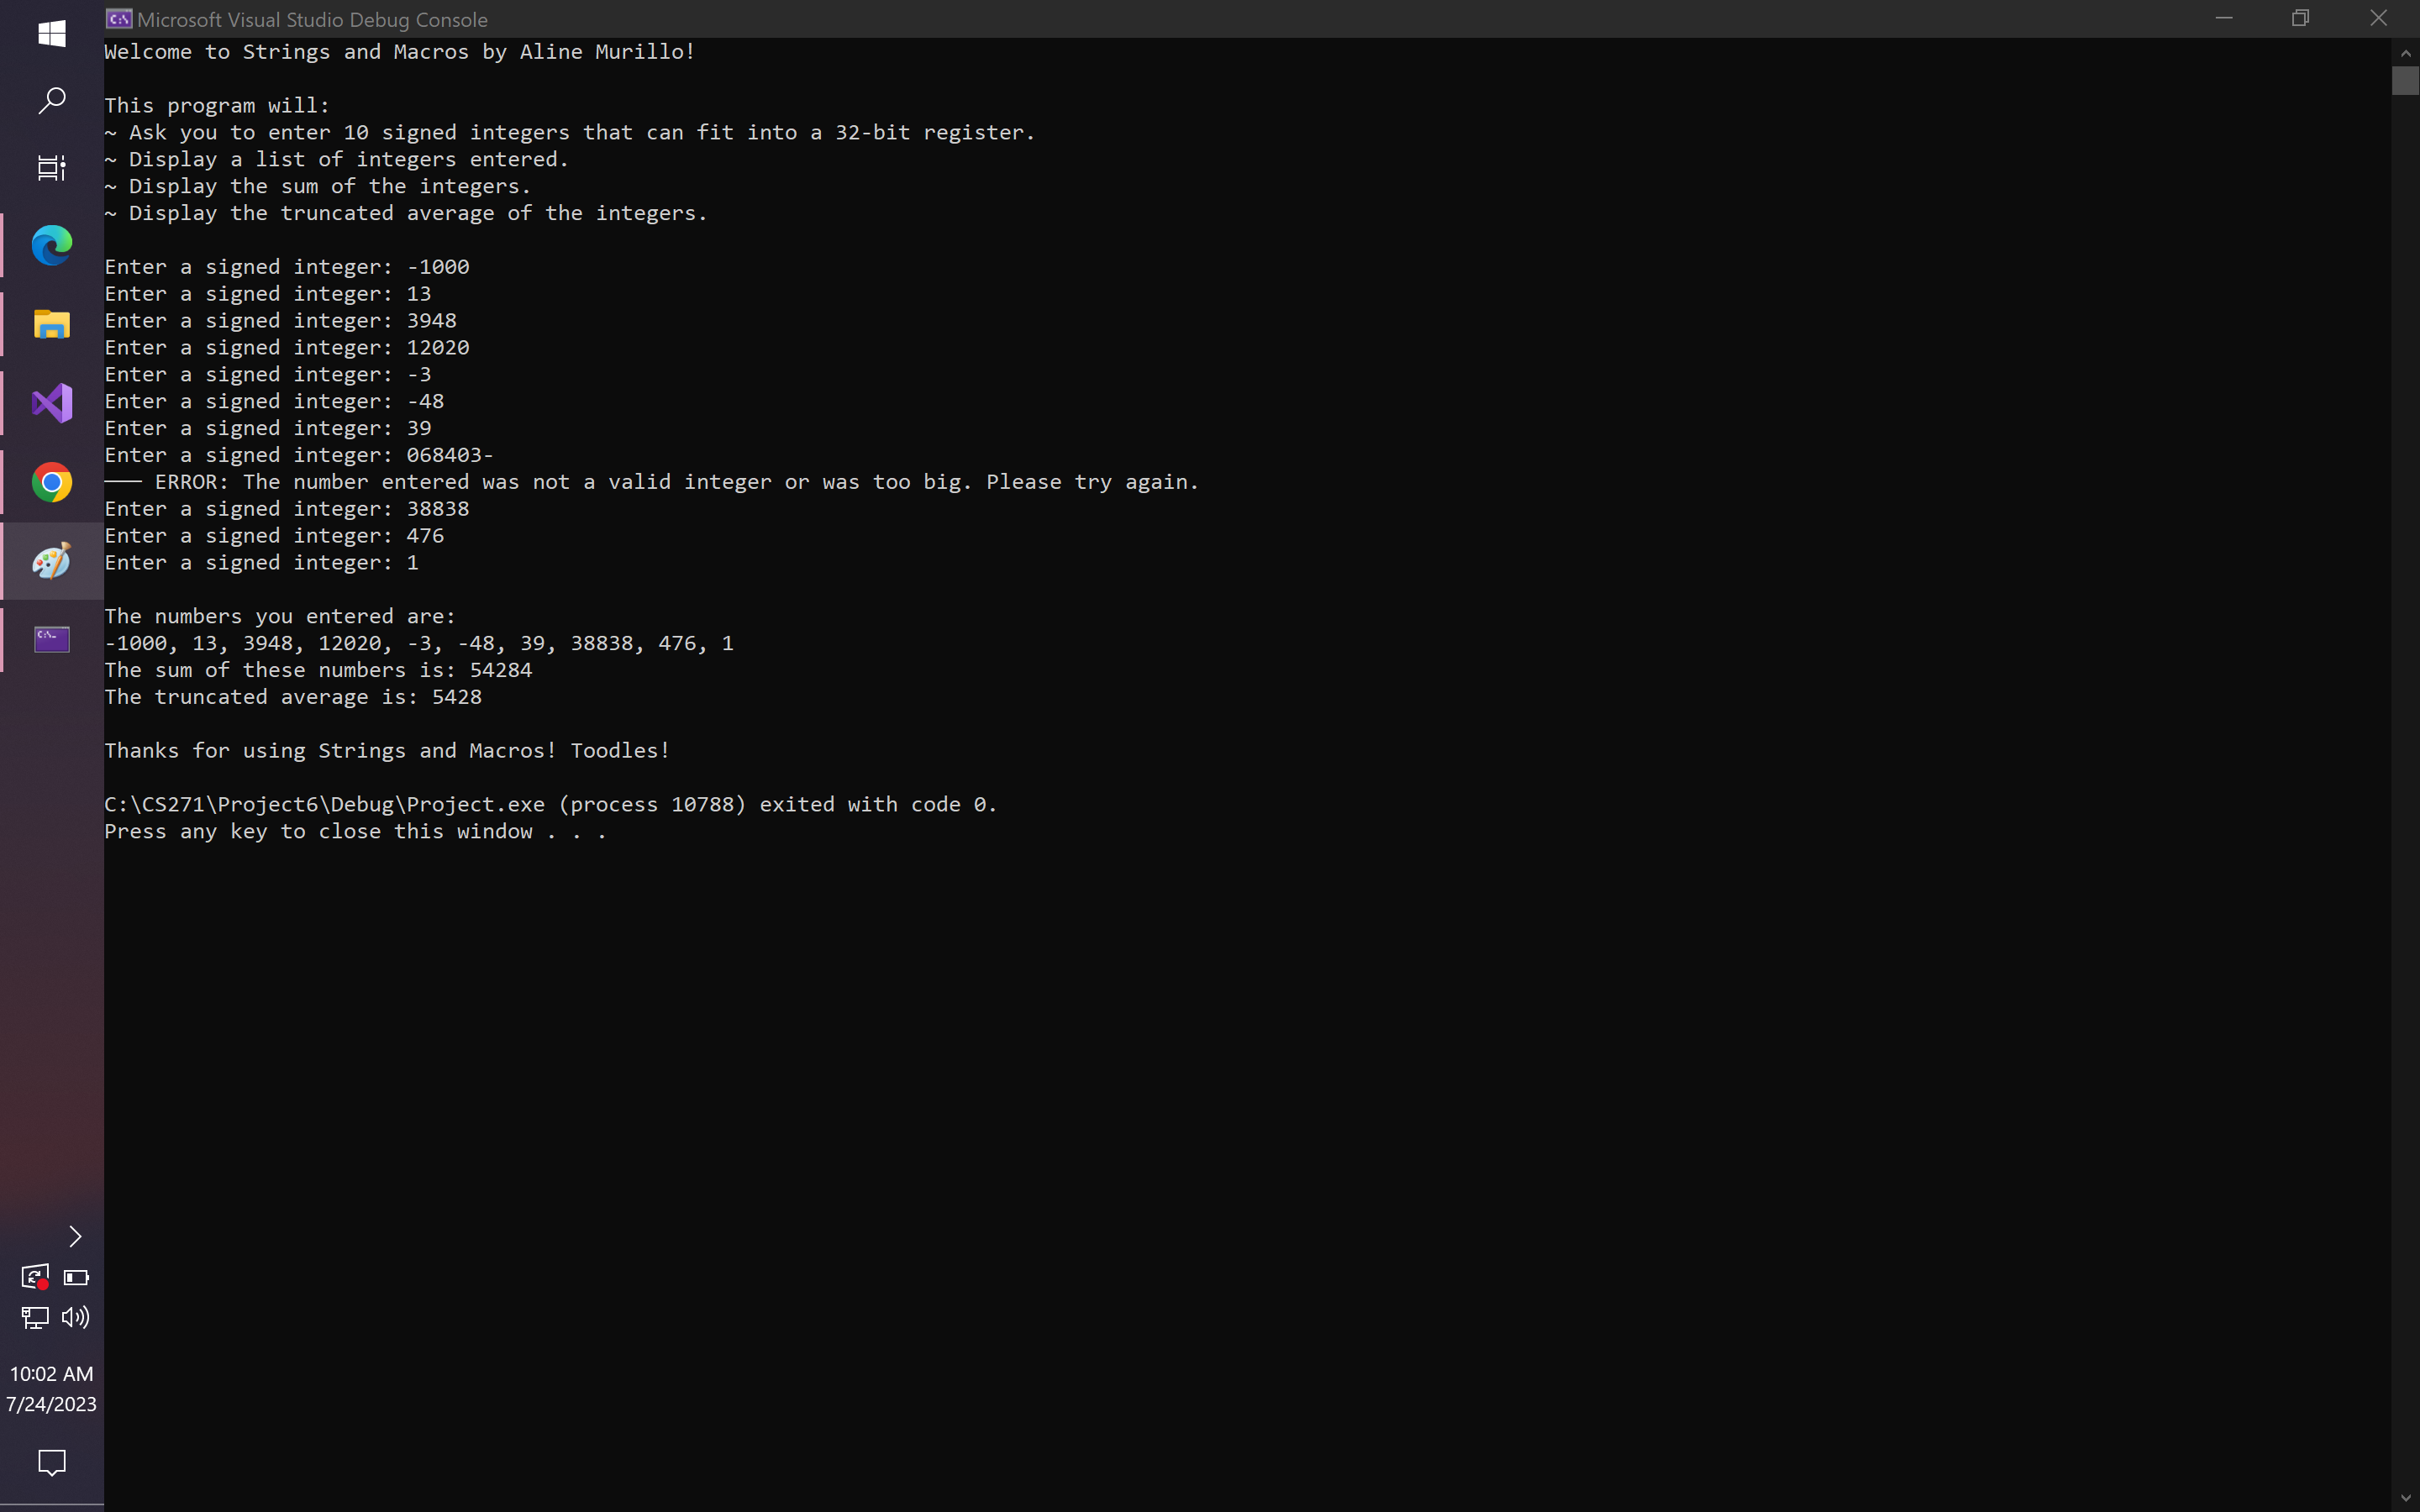 Microsoft Visual Studio Debug Console
Welcome to Strings and Macros by Aline Murillo!
This program will:
~ Ask you to enter 10 signed integers that can fit into a 32-bit register.
~ Display a list of integers entered.
~ Display the sum of the integers.
~ Display the truncated average of the integers.
Enter a signed integer: -1000
Enter a signed integer: 13
Enter a signed integer: 3948
Enter a signed integer: 12020
Enter a signed integer: -3
Enter a signed integer: -48
Enter a signed integer: 39
Enter a signed integer: 068403-
─── ERROR: The number entered was not a valid integer or was too big. Please try again.
Enter a signed integer: 38838
Enter a signed integer: 476
Enter a signed integer: 1
The numbers you entered are:
-1000, 13, 3948, 12020, -3, -48, 39, 38838, 476, 1
The sum of these numbers is: 54284
The truncated average is: 5428
Thanks for using Strings and Macros! Toodles!
C:\CS271\Project6\Debug\Project.exe (process 10788) exited with code 0.
Press any key to close this window . . .
10:02 AM
7/24/2023